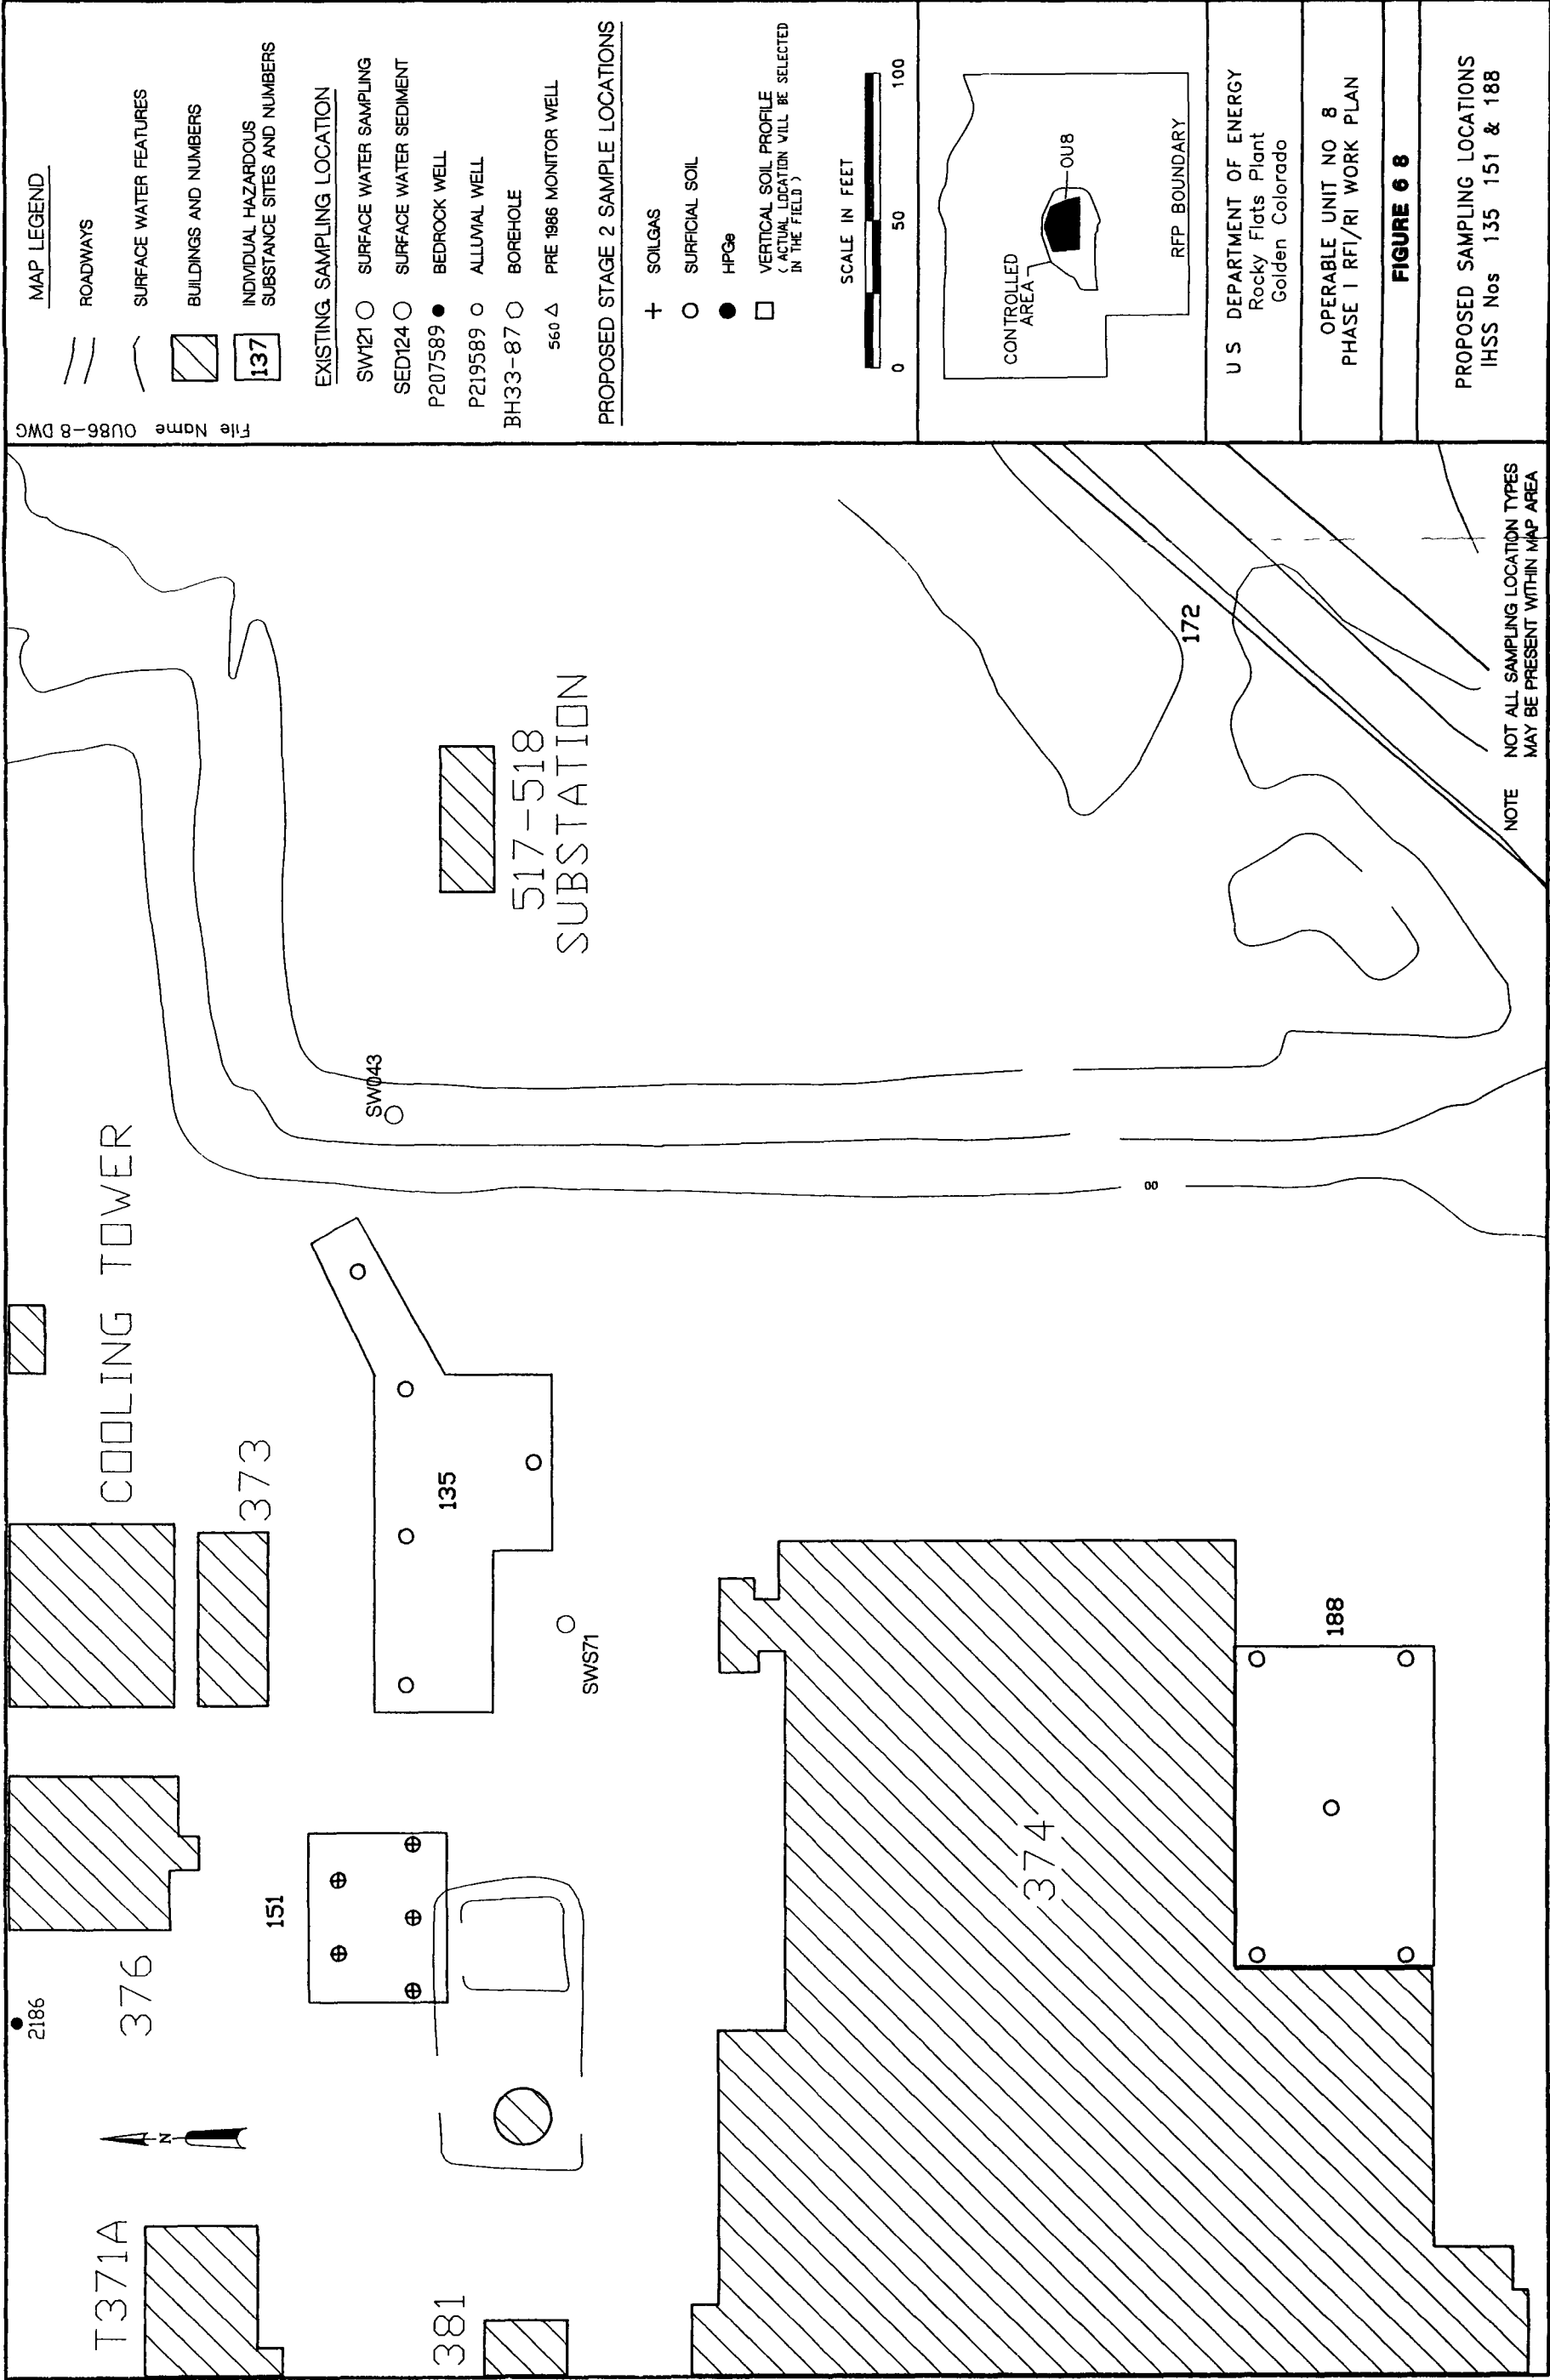 T371A
381
N
2186
376
151
373
COOLING TOWER
135
SWS71
374
188
SW043
00
517-518
SUBSTATION
172
NOTE NOT ALL SAMPLING LOCATION TYPES
MAY BE PRESENT WITHIN MAP AREA
File Name OU86-8 DWG
MAP LEGEND
ROADWAYS
SURFACE WATER FEATURES
BUILDINGS AND NUMBERS
137
INDIVIDUAL HAZARDOUS
SUBSTANCE SITES AND NUMBERS
EXISTING SAMPLING LOCATION
SW121 SURFACE WATER SAMPLING
SED124 SURFACE WATER SEDIMENT
P207589 BEDROCK WELL
P219589 ALLUVIAL WELL
BH33-87 BOREHOLE
560 PRE 1986 MONITOR WELL
PROPOSED STAGE 2 SAMPLE LOCATIONS
SOILGAS
SURFICIAL SOIL
HPGe
VERTICAL SOIL PROFILE
( ACTUAL LOCATION WILL BE SELECTED
IN THE FIELD )
SCALE IN FEET
0 50 100
CONTROLLED
AREA
OU8
RFP BOUNDARY
U S DEPARTMENT OF ENERGY
Rocky Flats Plant
Golden Colorado
OPERABLE UNIT NO 8
PHASE I RFI/RI WORK PLAN
FIGURE 6 8
PROPOSED SAMPLING LOCATIONS
IHSS Nos 135 151 & 188